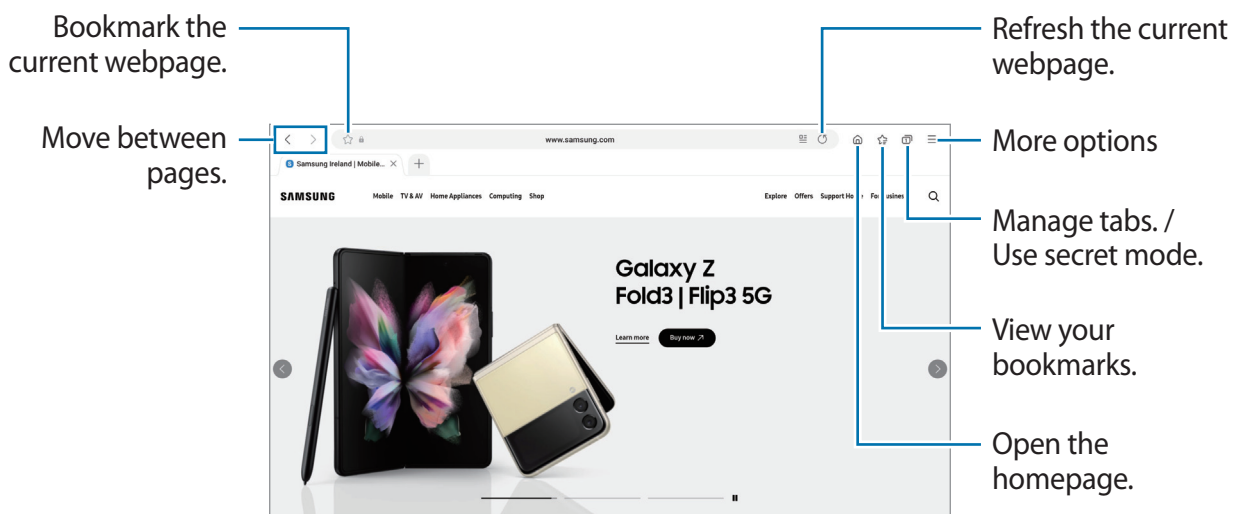 Bookmark the
current webpage.
Move between
pages.
Refresh the current
webpage.
More options
Manage tabs. /
Use secret mode.
View your
bookmarks.
Open the
homepage.
www.samsung.com
Samsung Ireland | Mobile...
SAMSUNG Mobile TV & AV Home Appliances Computing Shop Explore Offers Support
Galaxy Z
Fold3 | Flip3 5G
Learn more Buy now